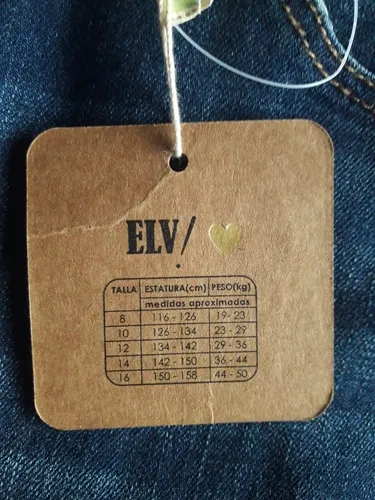 ELV/
TALLA ESTATURA(cm) PESO(kg)
medidas aproximadas
8 116 - 126 19- 23
10 126 - 134 23 - 29
12 134 - 142 29 - 36
14 142 - 150 36 - 44
16 150 - 158 44 - 50